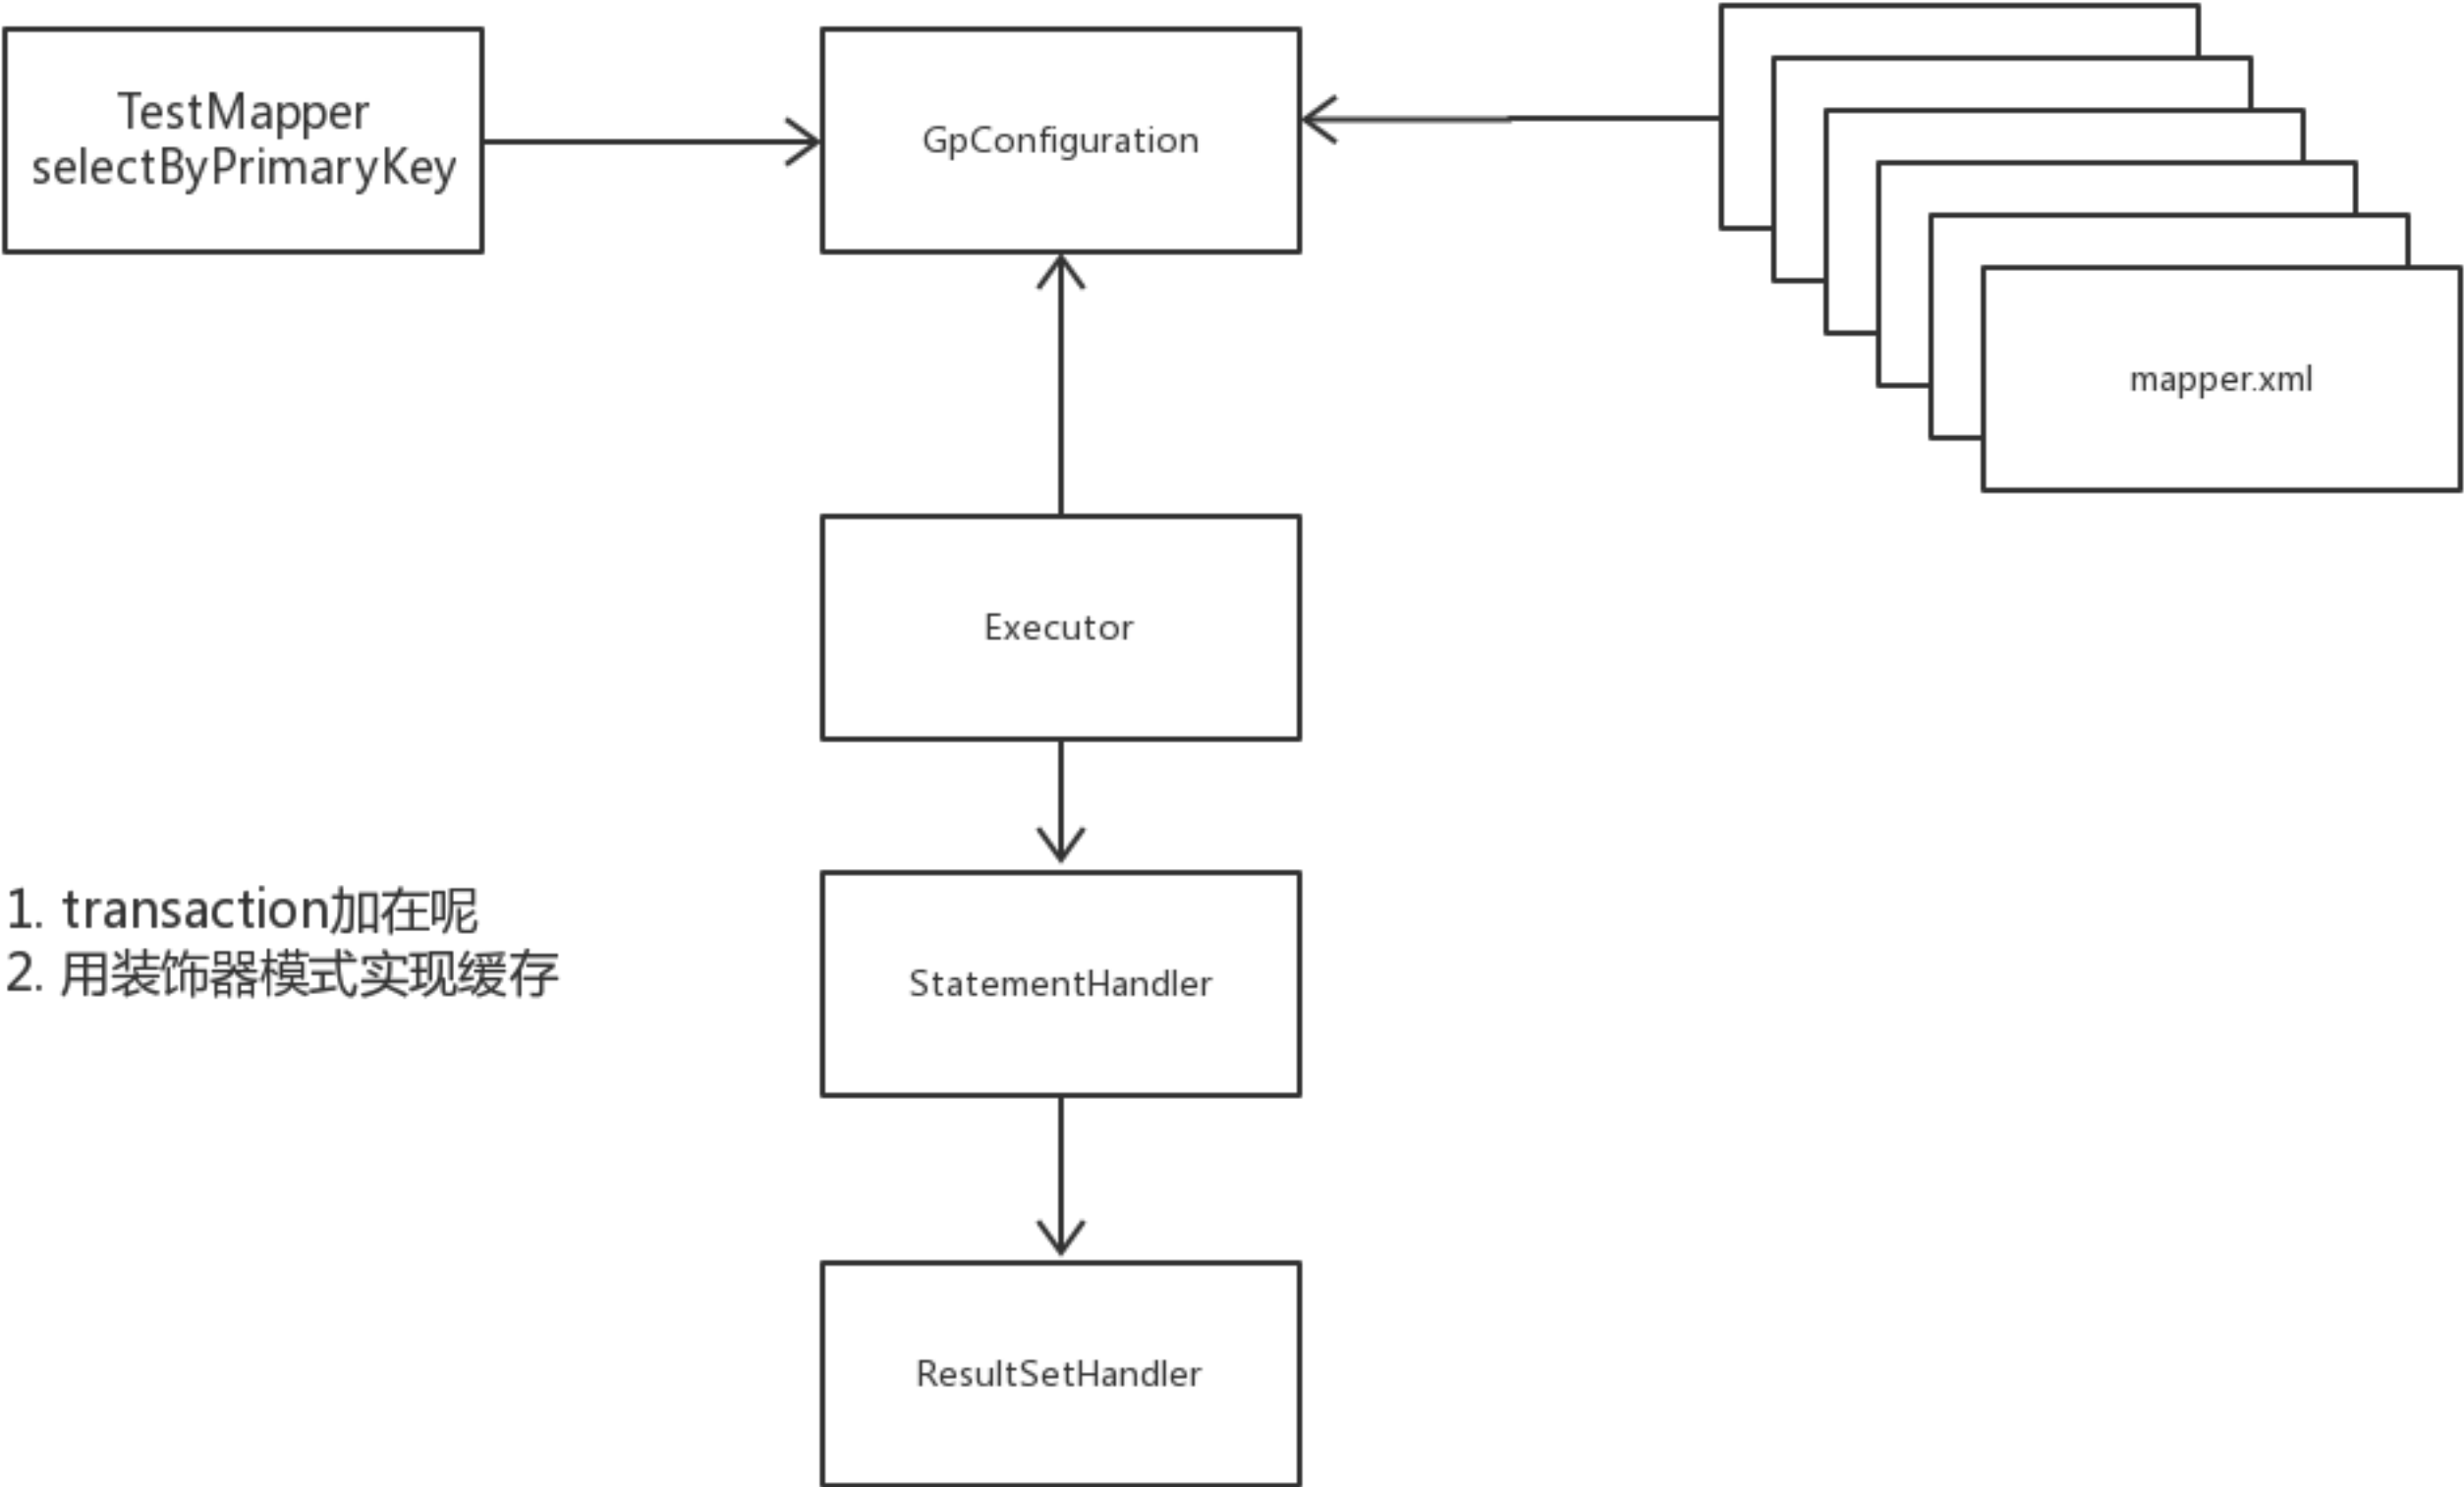 TestMapper
selectByPrimaryKey
GpConfiguration
mapper.xml
Executor
1. transaction加在呢
2. 用装饰器模式实现缓存
StatementHandler
ResultSetHandler